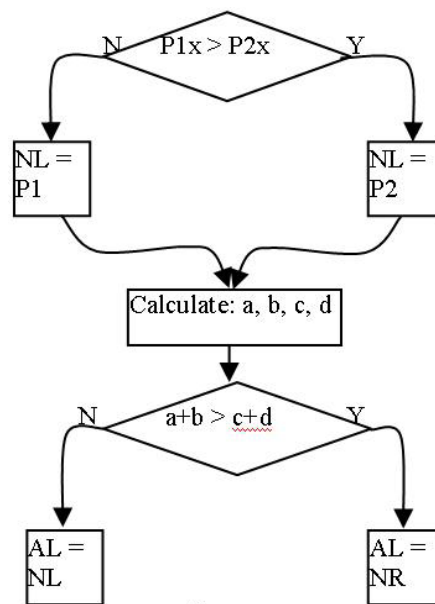 P1x > P2x
N
Y
NL =
P1
NL =
P2
Calculate: a, b, c, d
a+b > c+d
N
Y
AL =
NL
AL =
NR